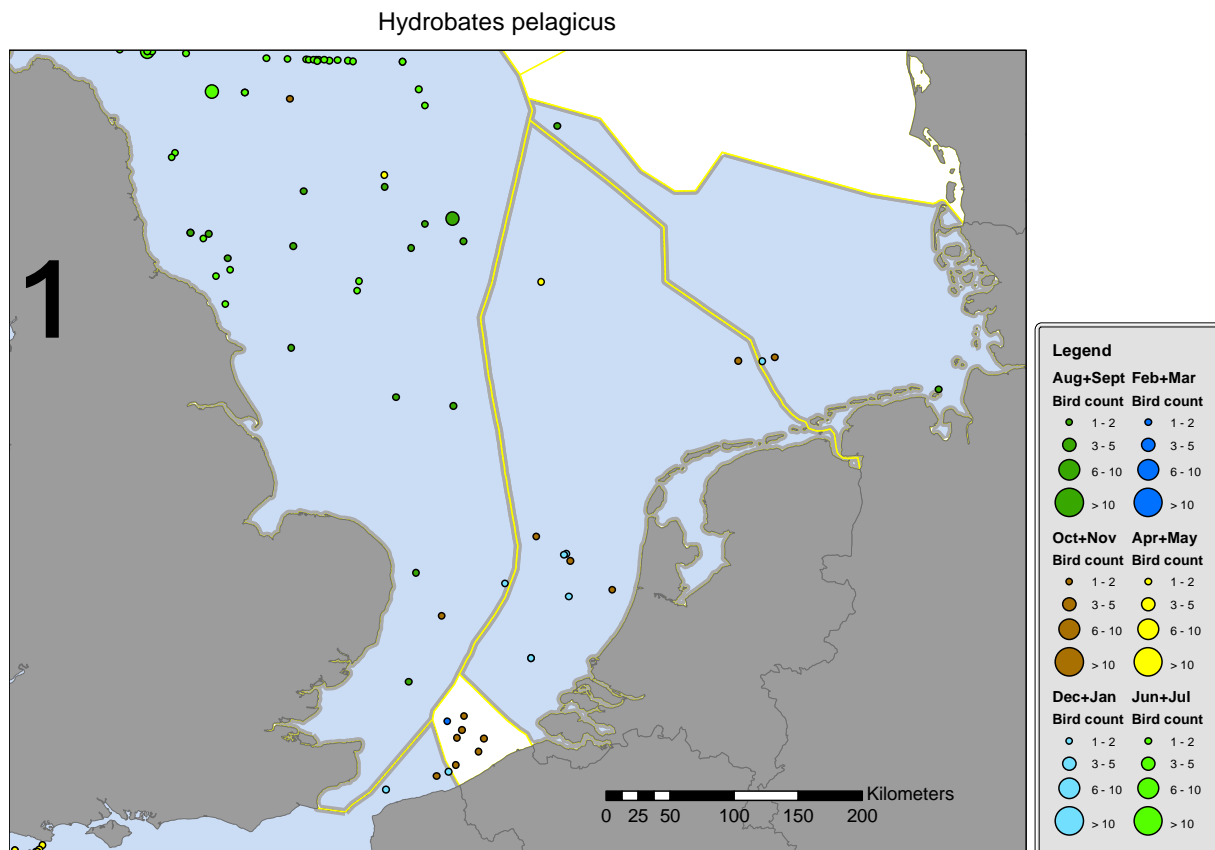 Hydrobates pelagicus
1
Legend
Aug+Sept Feb+Mar
Bird count Bird count
1 - 2 1 - 2
3 - 5 3 - 5
6 - 10 6 - 10
> 10 > 10
Oct+Nov Apr+May
Bird count Bird count
1 - 2 1 - 2
3 - 5 3 - 5
6 - 10 6 - 10
> 10 > 10
Dec+Jan Jun+Jul
Bird count Bird count
1 - 2 1 - 2
3 - 5 3 - 5
6 - 10 6 - 10
> 10 > 10
Kilometers
0 25 50 100 150 200